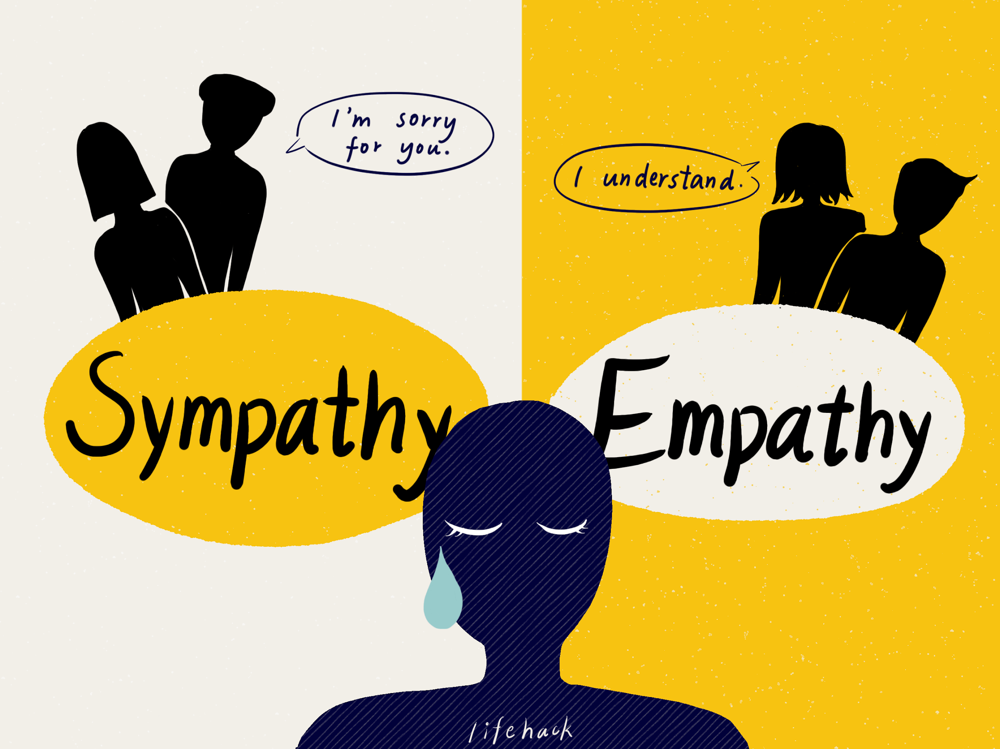 I'm sorry
for you.
I understand.
Sympathy
Empathy
lifehack